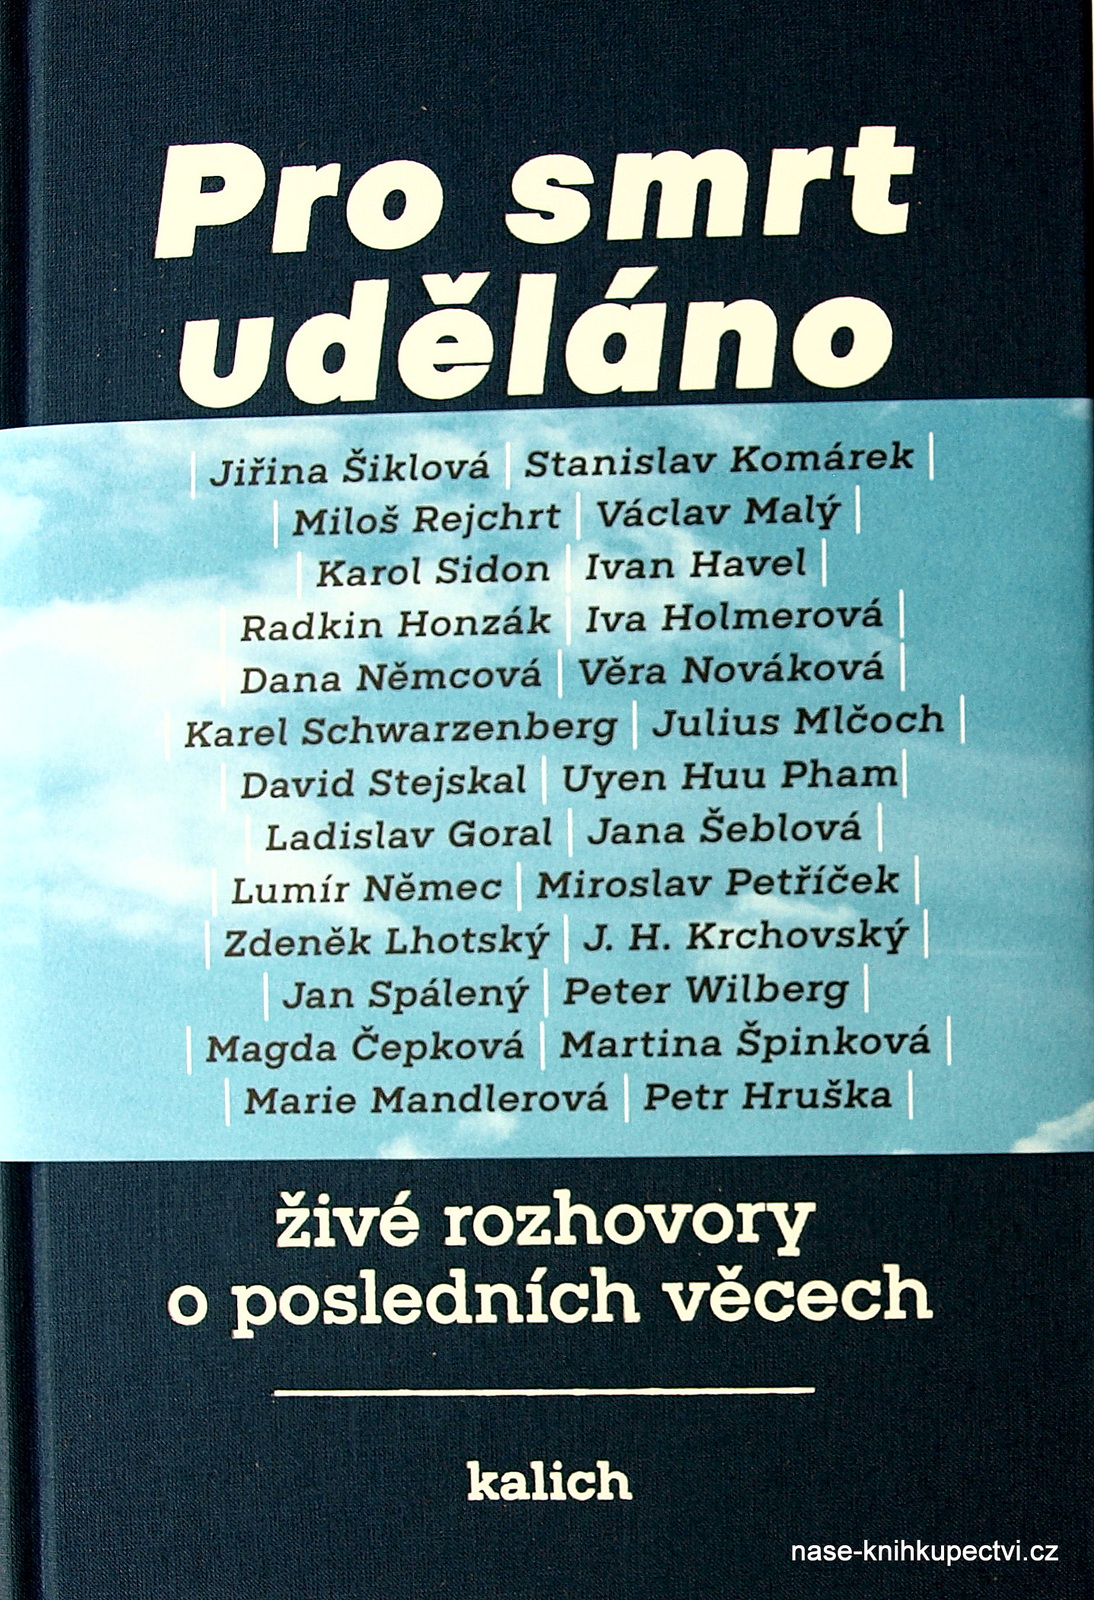 Pro smrt
uděláno
| Jiřina Šiklová | Stanislav Komárek |
| Miloš Rejchrt | Václav Malý |
| Karol Sidon | Ivan Havel |
| Radkin Honzák | Iva Holmerová |
Dana Němcová | Věra Nováková |
| Karel Schwarzenberg | Julius Mlčoch |
| David Stejskal | Uyen Huu Pham |
| Ladislav Goral | Jana Šeblová |
| Lumír Němec | Miroslav Petříček |
| Zdeněk Lhotský | J. H. Krchovský |
| Jan Spálený | Peter Wilberg |
| Magda Čepková | Martina Špinková |
| Marie Mandlerová | Petr Hruška |
živé rozhovory
o posledních věcech
kalich
nase-knihkupectvi.cz